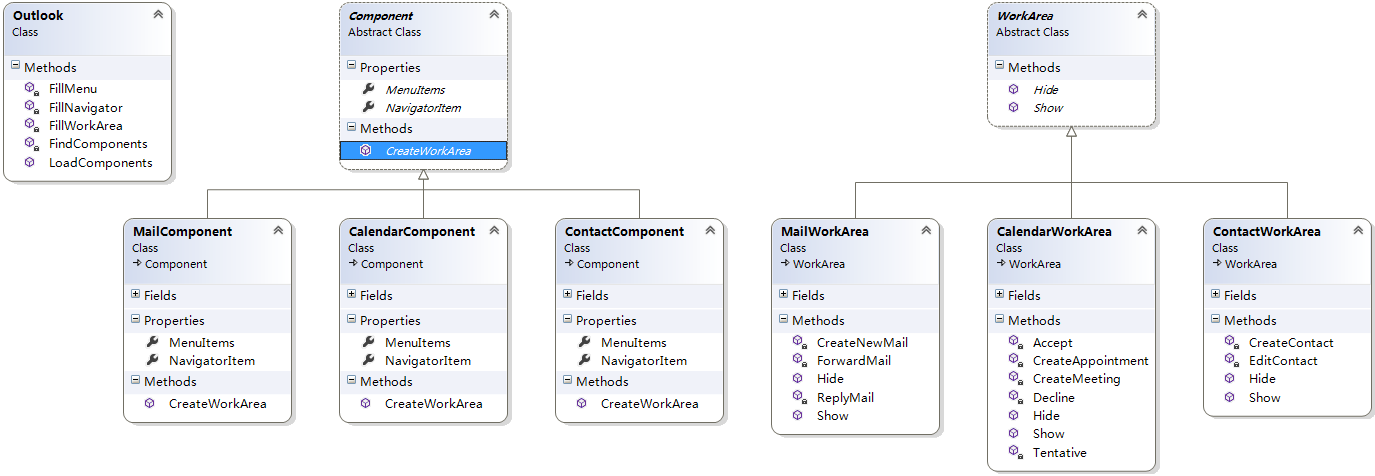 Outlook
Class
Methods
FillMenu
FillNavigator
FillWorkArea
FindComponents
LoadComponents
Component
Abstract Class
Properties
MenuItems
NavigatorItem
Methods
CreateWorkArea
WorkArea
Abstract Class
Methods
Hide
Show
MailComponent
Class
Component
Fields
Properties
MenuItems
NavigatorItem
Methods
CreateWorkArea
CalendarComponent
Class
Component
Fields
Properties
MenuItems
NavigatorItem
Methods
CreateWorkArea
ContactComponent
Class
Component
Fields
Properties
MenuItems
NavigatorItem
Methods
CreateWorkArea
MailWorkArea
Class
WorkArea
Fields
Methods
CreateNewMail
ForwardMail
Hide
ReplyMail
Show
CalendarWorkArea
Class
WorkArea
Fields
Methods
Accept
CreateAppointment
CreateMeeting
Decline
Hide
Show
Tentative
ContactWorkArea
Class
WorkArea
Fields
Methods
CreateContact
EditContact
Hide
Show